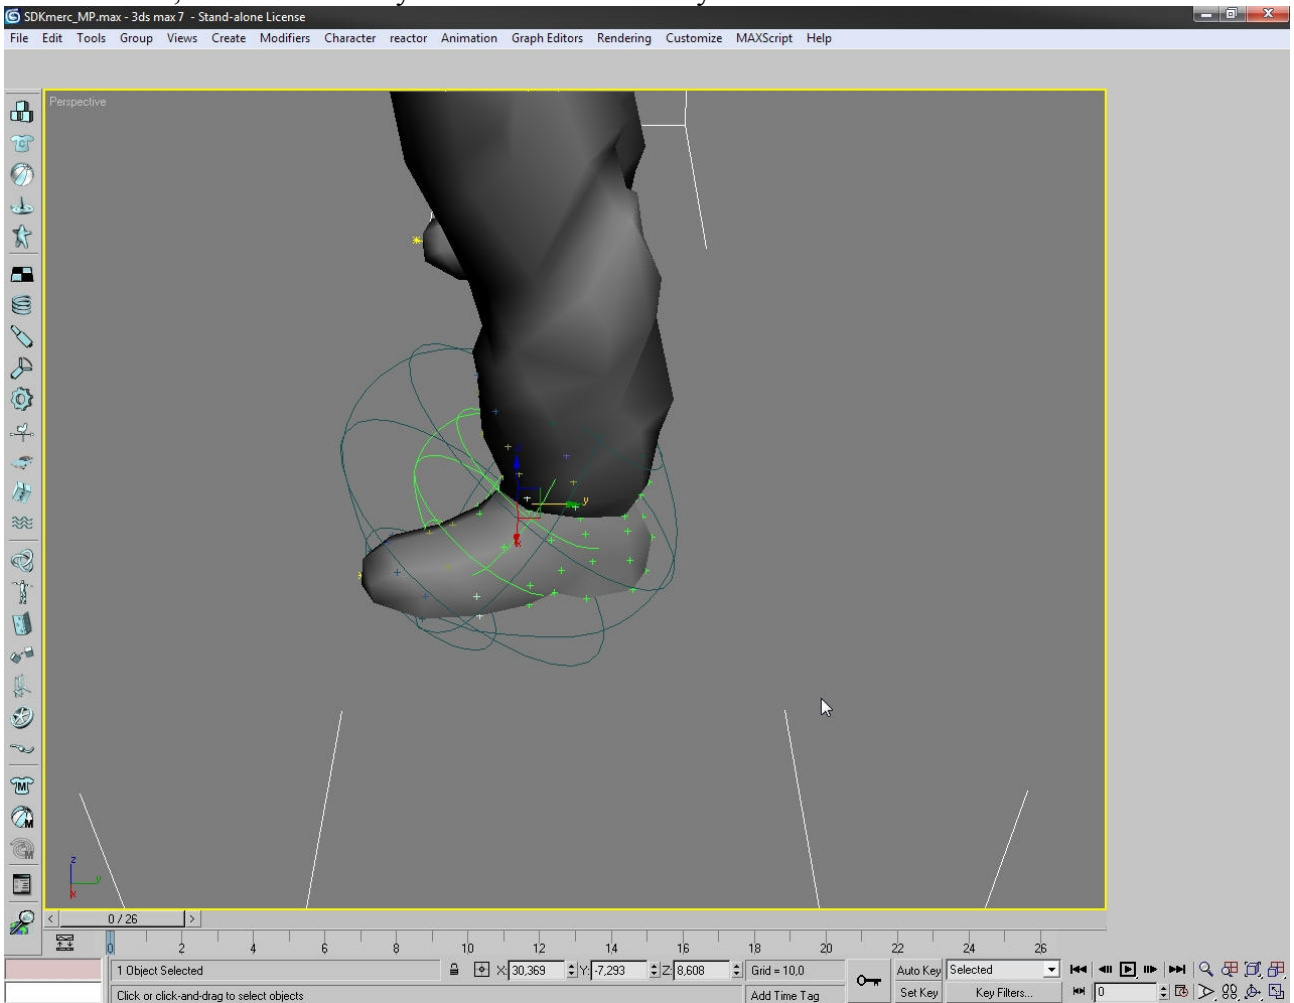 SDKmerc_MP.max - 3ds max 7 - Stand-alone License
File Edit Tools Group Views Create Modifiers Character reactor Animation Graph Editors Rendering Customize MAXScript Help
Perspective
y
x
z
y
x
0 / 26
0 2 4 6 8 10 12 14 16 18 20 22 24 26
1 Object Selected X: 30,369 Y: -7,293 Z: 8,608 Grid = 10,0 Auto Key Selected
Click or click-and-drag to select objects Add Time Tag Set Key Key Filters... 0